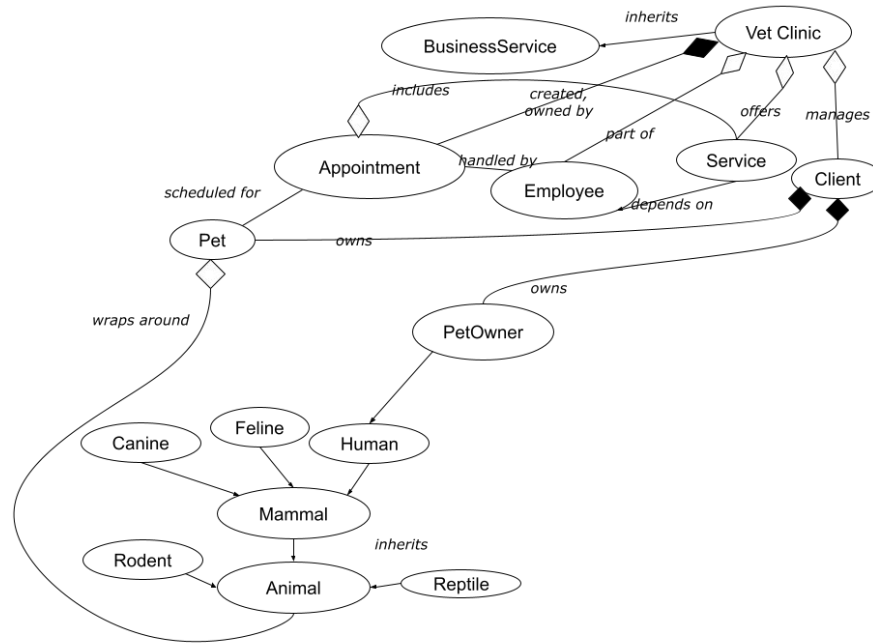 inherits
Vet Clinic
BusinessService
includes
created,
owned by
offers
manages
part of
Appointment
handled by
Service
Employee
Client
scheduled for
depends on
Pet
owns
owns
wraps around
PetOwner
Feline
Canine
Human
Mammal
inherits
Rodent
Animal
Reptile